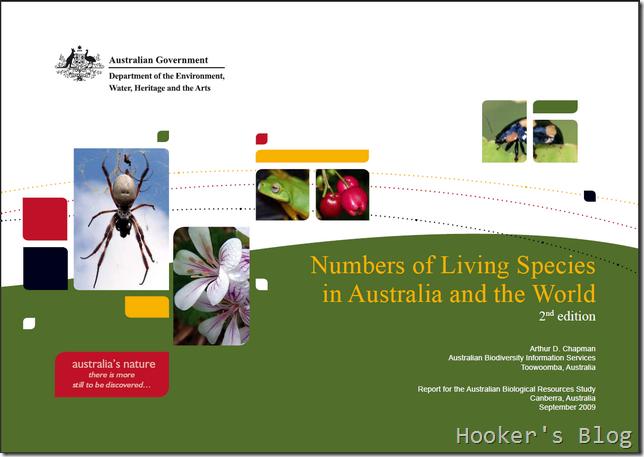 Australian Government
Department of the Environment,
Water, Heritage and the Arts
Numbers of Living Species
in Australia and the World
2nd edition
australia's nature
there is more
still to be discovered...
Arthur D. Chapman
Australian Biodiversity Information Services
Toowoomba, Australia
Report for the Australian Biological Resources Study
Canberra, Australia
September 2009
Hooker's Blog